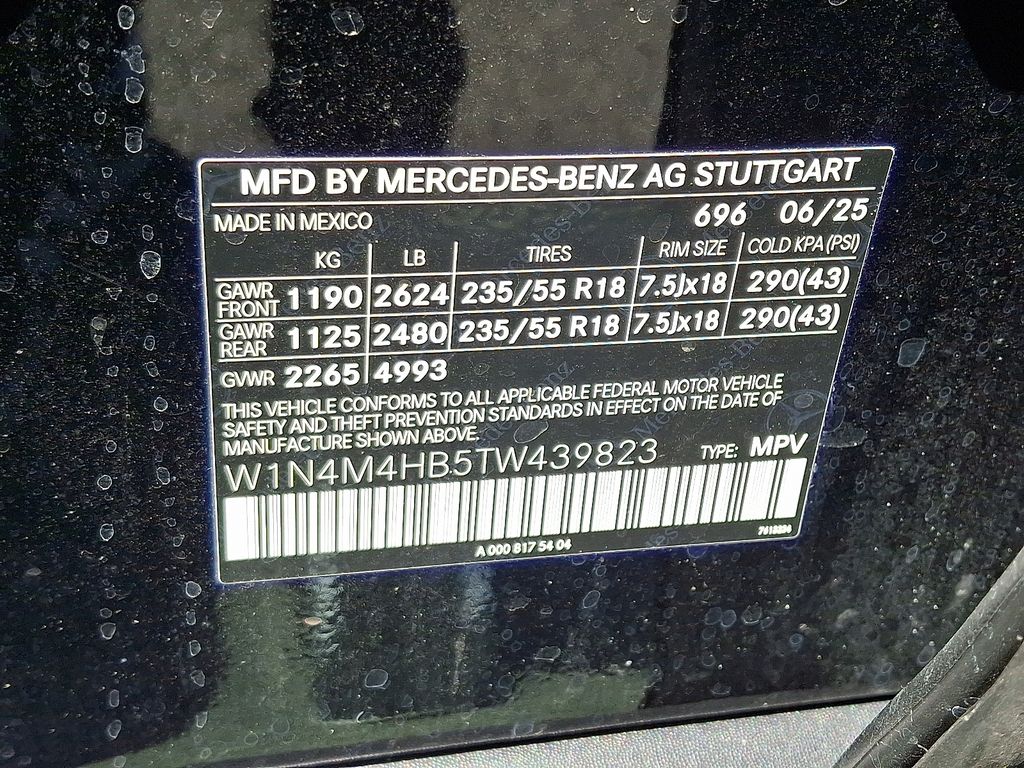 MFD BY MERCEDES-BENZ AG STUTTGART
MADE IN MEXICO 696 06/25
KG LB TIRES RIM SIZE COLD KPA (PSI)
GAWR FRONT 1190 2624 235/55 R18 7.5Jx18 290(43)
GAWR REAR 1125 2480 235/55 R18 7.5Jx18 290(43)
GVWR 2265 4993
THIS VEHICLE CONFORMS TO ALL APPLICABLE FEDERAL MOTOR VEHICLE
SAFETY AND THEFT PREVENTION STANDARDS IN EFFECT ON THE DATE OF
MANUFACTURE SHOWN ABOVE.
W1N4M4HB5TW439823 TYPE: MPV
A 000 817 54 04